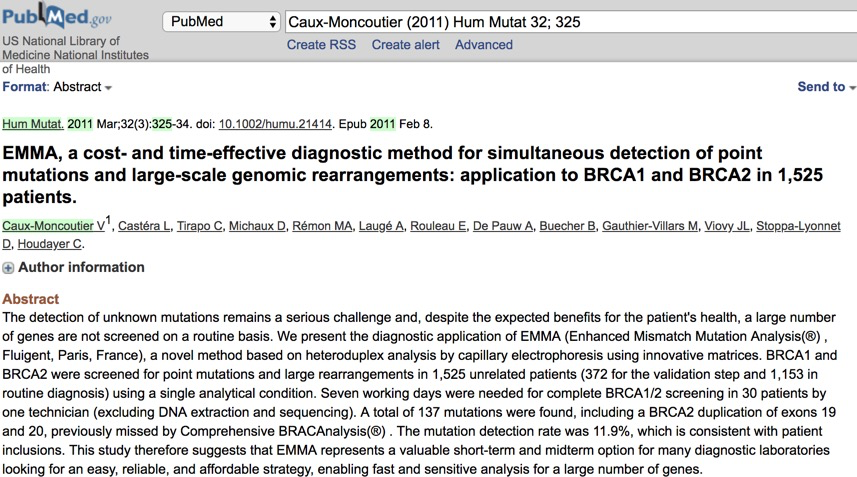 PubMed.gov
PubMed
Caux-Moncoutier (2011) Hum Mutat 32; 325
US National Library of
Medicine National Institutes
of Health
Create RSS Create alert Advanced
Format: Abstract
Send to
Hum Mutat. 2011 Mar;32(3):325-34. doi: 10.1002/humu.21414. Epub 2011 Feb 8.
EMMA, a cost- and time-effective diagnostic method for simultaneous detection of point
mutations and large-scale genomic rearrangements: application to BRCA1 and BRCA2 in 1,525
patients.
Caux-Moncoutier V1, Castéra L, Tirapo C, Michaux D, Rémon MA, Laugé A, Rouleau E, De Pauw A, Buecher B, Gauthier-Villars M, Viovy JL, Stoppa-Lyonnet
D, Houdayer C.
Author information
Abstract
The detection of unknown mutations remains a serious challenge and, despite the expected benefits for the patient's health, a large number
of genes are not screened on a routine basis. We present the diagnostic application of EMMA (Enhanced Mismatch Mutation Analysis(®) ,
Fluigent, Paris, France), a novel method based on heteroduplex analysis by capillary electrophoresis using innovative matrices. BRCA1 and
BRCA2 were screened for point mutations and large rearrangements in 1,525 unrelated patients (372 for the validation step and 1,153 in
routine diagnosis) using a single analytical condition. Seven working days were needed for complete BRCA1/2 screening in 30 patients by
one technician (excluding DNA extraction and sequencing). A total of 137 mutations were found, including a BRCA2 duplication of exons 19
and 20, previously missed by Comprehensive BRACAnalysis(®) . The mutation detection rate was 11.9%, which is consistent with patient
inclusions. This study therefore suggests that EMMA represents a valuable short-term and midterm option for many diagnostic laboratories
looking for an easy, reliable, and affordable strategy, enabling fast and sensitive analysis for a large number of genes.